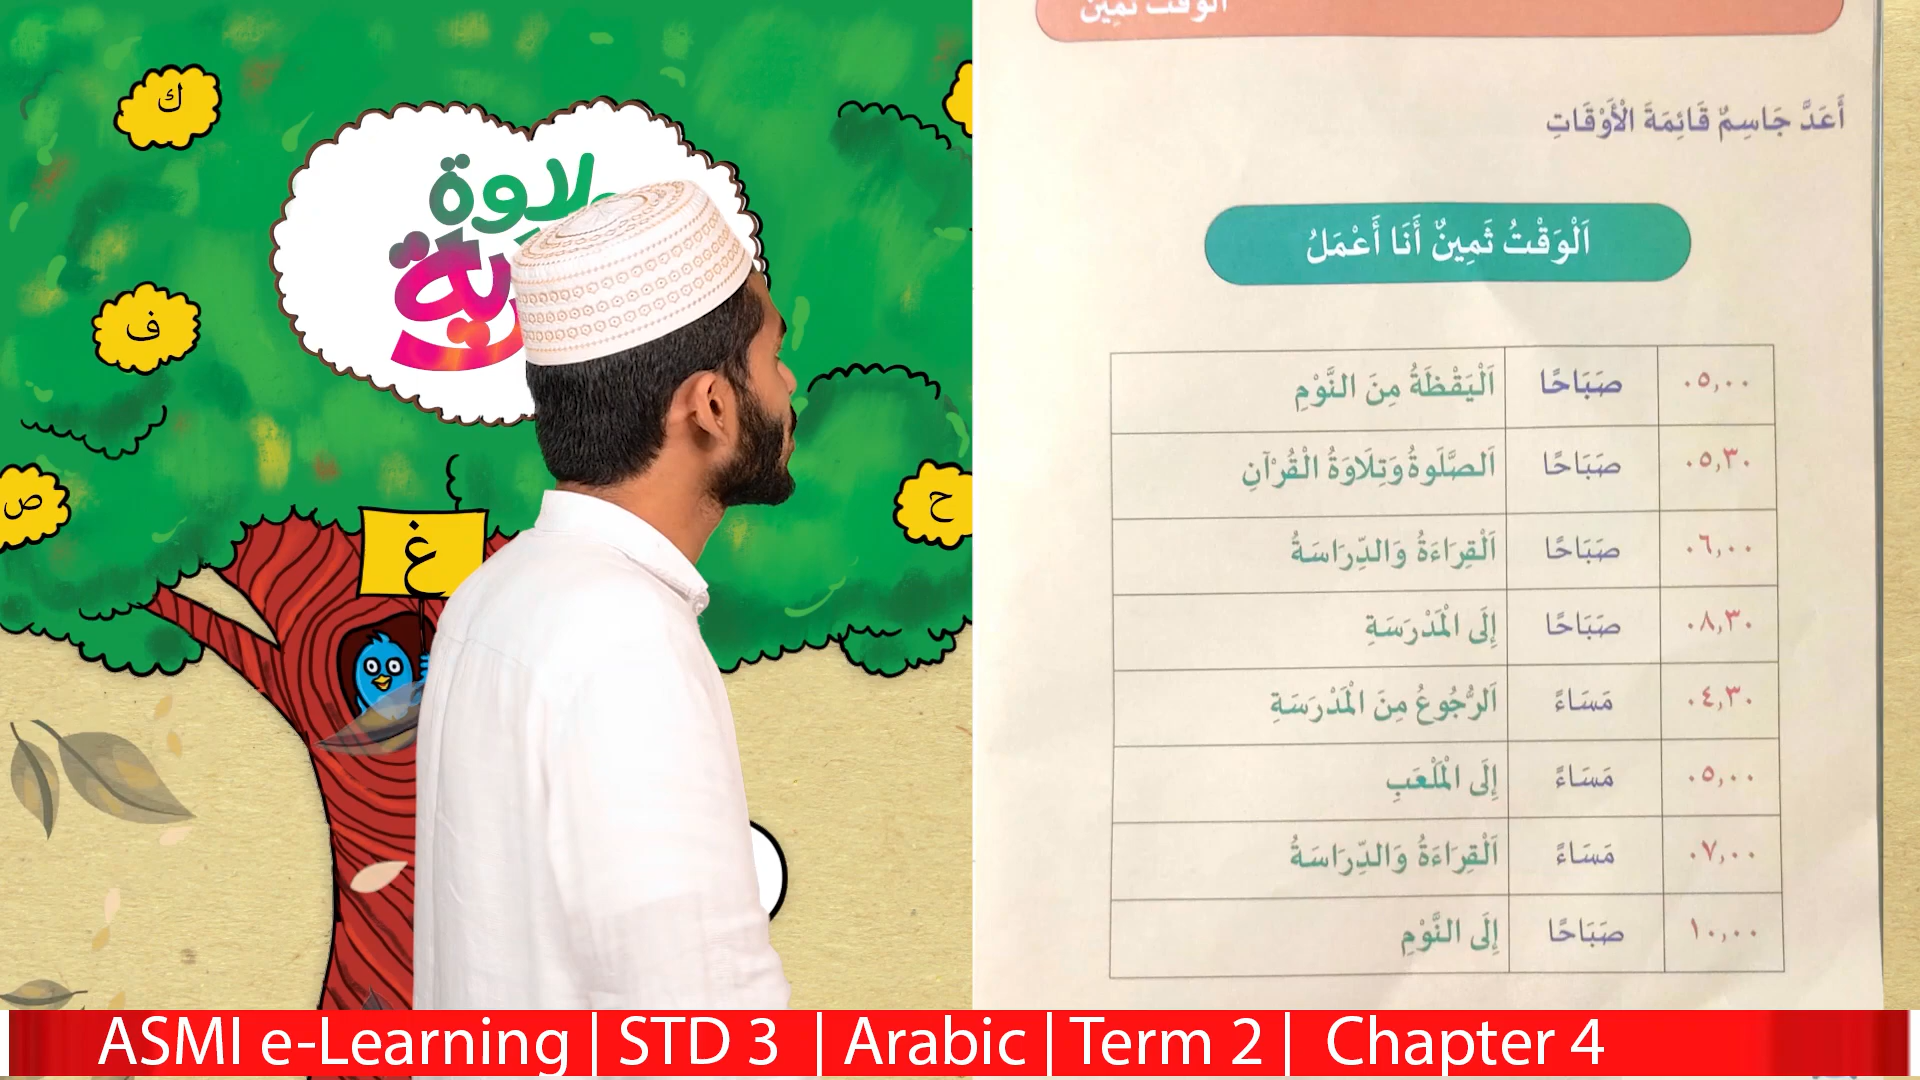 ك
ف
ص
غ
ح
اَلْوَقْتُ ثَمِينٌ
أَعَدَّ جَاسِمٌ قَائِمَةَ الْأَوْقَاتِ
اَلْوَقْتُ ثَمِينٌ أَنَا أَعْمَلُ
٠٥,٠٠ صَبَاحًا اَلْيَقْظَةُ مِنَ النَّوْمِ
٠٥,٣٠ صَبَاحًا اَلصَّلَوةُ وَتِلَاوَةُ الْقُرْآنِ
٠٦,٠٠ صَبَاحًا اَلْقِرَاءَةُ وَالدِّرَاسَةُ
٠٨,٣٠ صَبَاحًا إِلَى الْمَدْرَسَةِ
٠٤,٣٠ مَسَاءً اَلرُّجُوعُ مِنَ الْمَدْرَسَةِ
٠٥,٠٠ مَسَاءً إِلَى الْمَلْعَبِ
٠٧,٠٠ مَسَاءً اَلْقِرَاءَةُ وَالدِّرَاسَةُ
١٠,٠٠ صَبَاحًا إِلَى النَّوْمِ
ASMI e-Learning | STD 3 | Arabic | Term 2 | Chapter 4